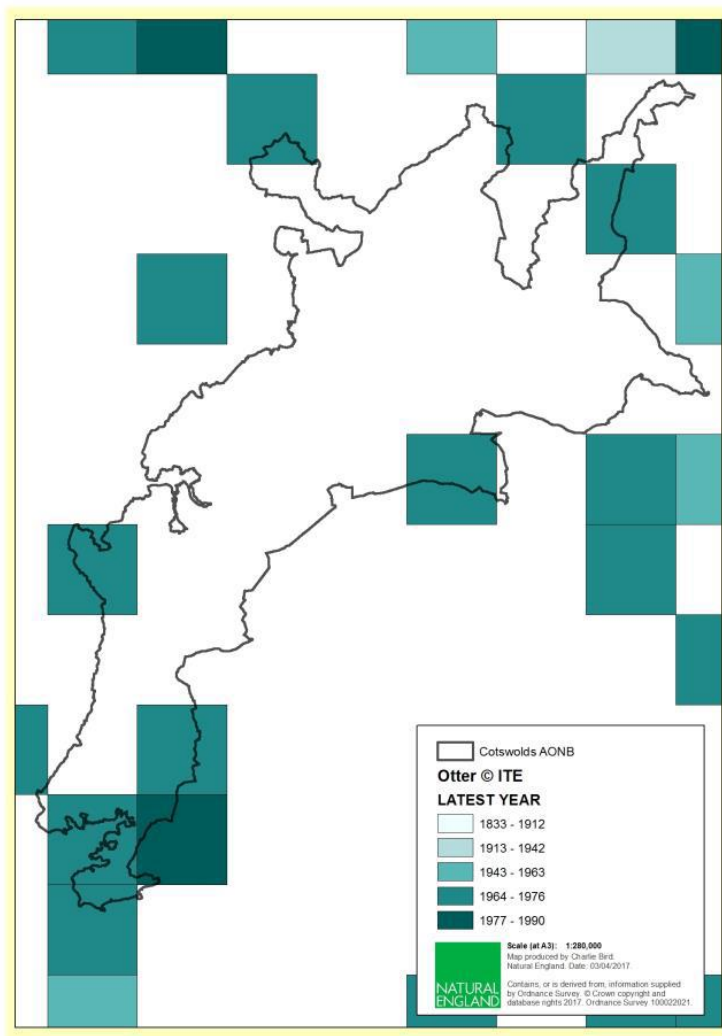 Cotswolds AONB
Otter © ITE
LATEST YEAR
1833 - 1912
1913 - 1942
1943 - 1963
1964 - 1976
1977 - 1990
NATURAL
ENGLAND
Scale (at A3): 1:280,000
Map produced by Charlie Bird.
Natural England. Date: 03/04/2017
Contains, or is derived from, information supplied
by Ordnance Survey. © Crown copyright and
database rights 2017. Ordnance Survey 100022021.